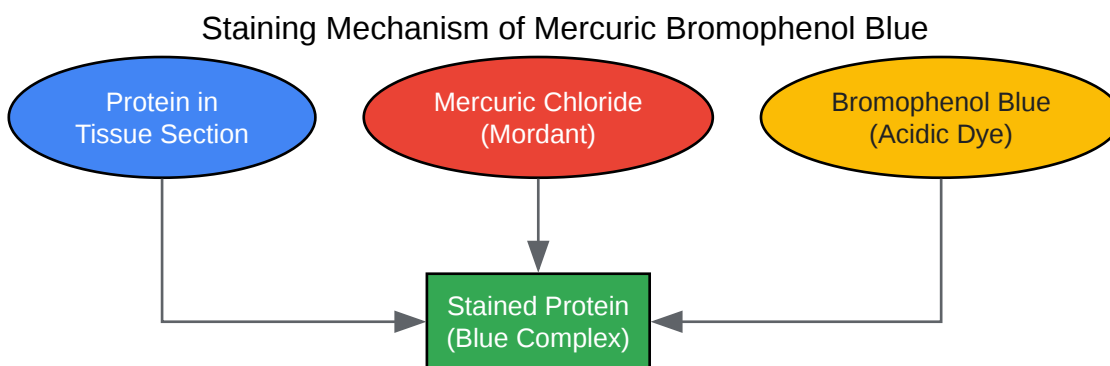 Staining Mechanism of Mercuric Bromophenol Blue
Protein in
Tissue Section
Mercuric Chloride
(Mordant)
Bromophenol Blue
(Acidic Dye)
Stained Protein
(Blue Complex)